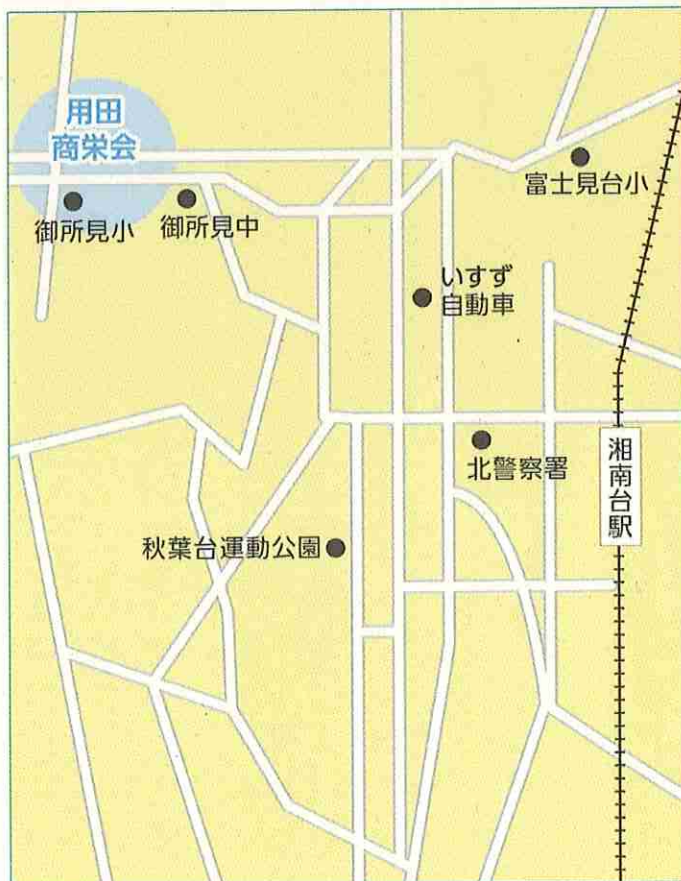 用田
商栄会
富士見台小
御所見小
御所見中
いすゞ
自動車
北警察署
湘南台駅
秋葉台運動公園